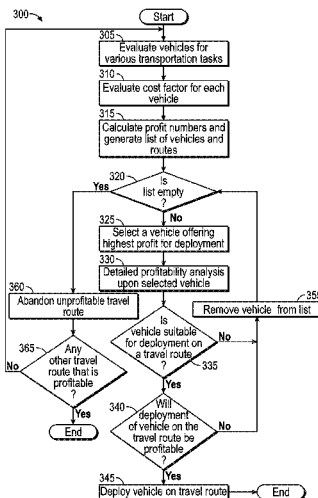 300
Start
305
Evaluate vehicles for
various transportation tasks
310
Evaluate cost factor for each
vehicle
315
Calculate profit numbers and
generate list of vehicles and
routes
320
Is
list empty
?
Yes
No
325
Select a vehicle offering
highest profit for deployment
330
Detailed profitability analysis
upon selected vehicle
360
Abandon unprofitable travel
route
355
Remove vehicle from list
Is
vehicle suitable
for deployment on
a travel route
?
335
No
Yes
365
Any
other travel
route that is
profitable
?
No
Yes
End
340
Will
deployment
of vehicle on the
travel route be
profitable
?
No
Yes
345
Deploy vehicle on travel route
End